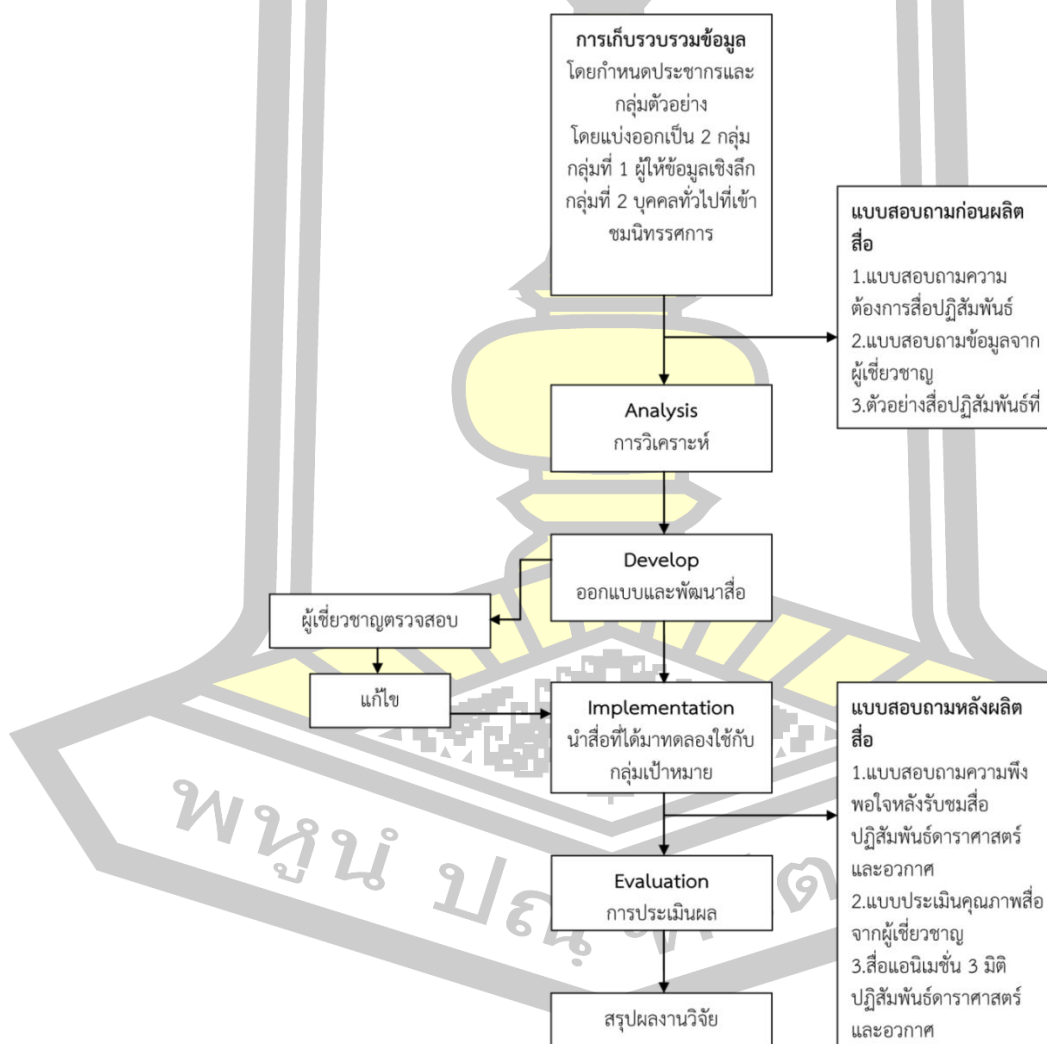 การเก็บรวบรวมข้อมูล
โดยกำหนดประชากรและ
กลุ่มตัวอย่าง
โดยแบ่งออกเป็น 2 กลุ่ม
กลุ่มที่ 1 ผู้ให้ข้อมูลเชิงลึก
กลุ่มที่ 2 บุคคลทั่วไปที่เข้า
ชมนิทรรศการ
แบบสอบถามก่อนผลิต
สื่อ
1.แบบสอบถามความ
ต้องการสื่อปฏิสัมพันธ์
2.แบบสอบถามข้อมูลจาก
ผู้เชี่ยวชาญ
3.ตัวอย่างสื่อปฏิสัมพันธ์ที่
Analysis
การวิเคราะห์
Develop
ออกแบบและพัฒนาสื่อ
ผู้เชี่ยวชาญตรวจสอบ
แก้ไข
Implementation
นำสื่อที่ได้มาทดลองใช้กับ
กลุ่มเป้าหมาย
แบบสอบถามหลังผลิต
สื่อ
1.แบบสอบถามความพึง
พอใจหลังรับชมสื่อ
ปฏิสัมพันธ์ดาราศาสตร์
และอวกาศ
2.แบบประเมินคุณภาพสื่อ
จากผู้เชี่ยวชาญ
3.สื่อแอนิเมชั่น 3 มิติ
ปฏิสัมพันธ์ดาราศาสตร์
และอวกาศ
Evaluation
การประเมินผล
สรุปผลงานวิจัย
พหูนํ